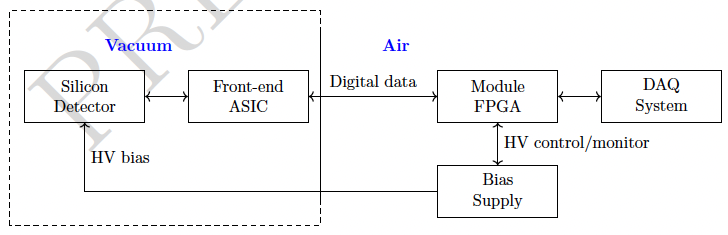 Vacuum
Air
Silicon
Detector
Front-end
ASIC
Digital data
Module
FPGA
DAQ
System
HV bias
HV control/monitor
Bias
Supply